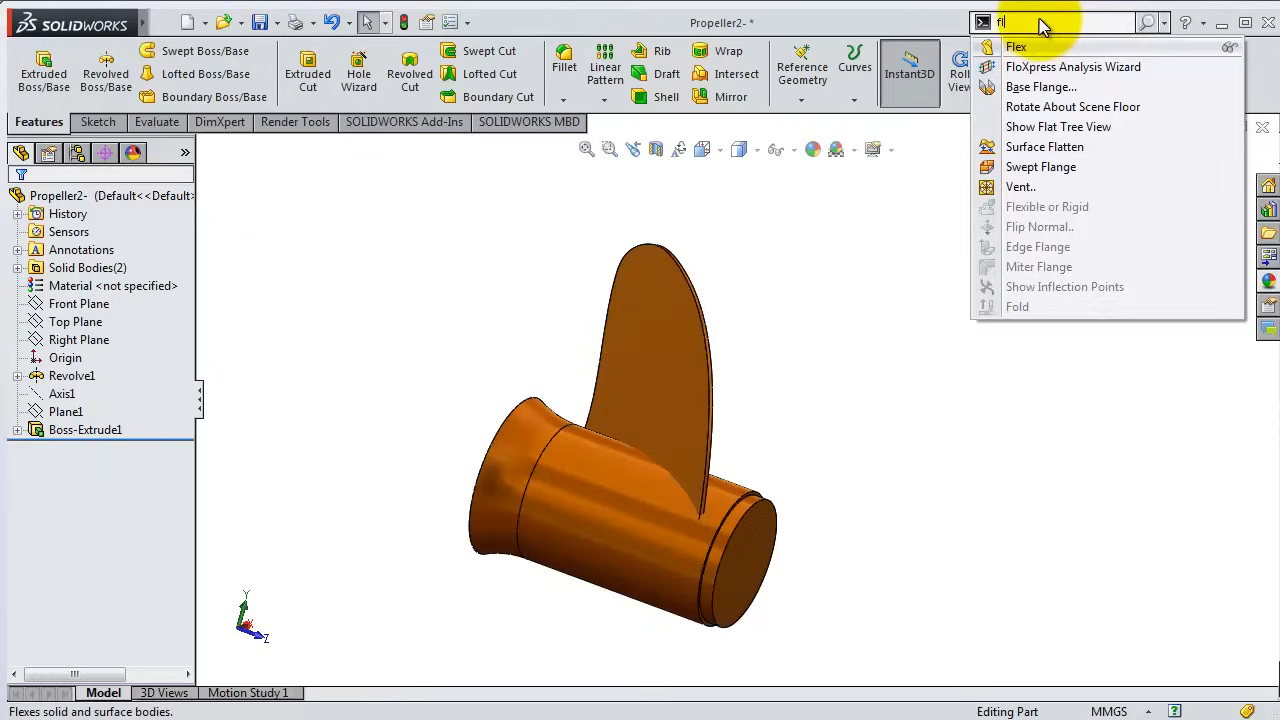 SOLIDWORKS
Propeller2- *
fl
Extruded Boss/Base
Revolved Boss/Base
Swept Boss/Base
Lofted Boss/Base
Boundary Boss/Base
Extruded Cut
Hole Wizard
Revolved Cut
Swept Cut
Lofted Cut
Boundary Cut
Fillet
Linear Pattern
Rib
Draft
Shell
Wrap
Intersect
Mirror
Reference Geometry
Curves
Instant3D
Features
Sketch
Evaluate
DimXpert
Render Tools
SOLIDWORKS Add-Ins
SOLIDWORKS MBD
Flex
FloXpress Analysis Wizard
Base Flange...
Rotate About Scene Floor
Show Flat Tree View
Surface Flatten
Swept Flange
Vent..
Flexible or Rigid
Flip Normal..
Edge Flange
Miter Flange
Show Inflection Points
Fold
Propeller2- (Default<<Default>
History
Sensors
Annotations
Solid Bodies(2)
Material <not specified>
Front Plane
Top Plane
Right Plane
Origin
Revolve1
Axis1
Plane1
Boss-Extrude1
Y
X
Z
Model
3D Views
Motion Study 1
Flexes solid and surface bodies.
Editing Part
MMGS